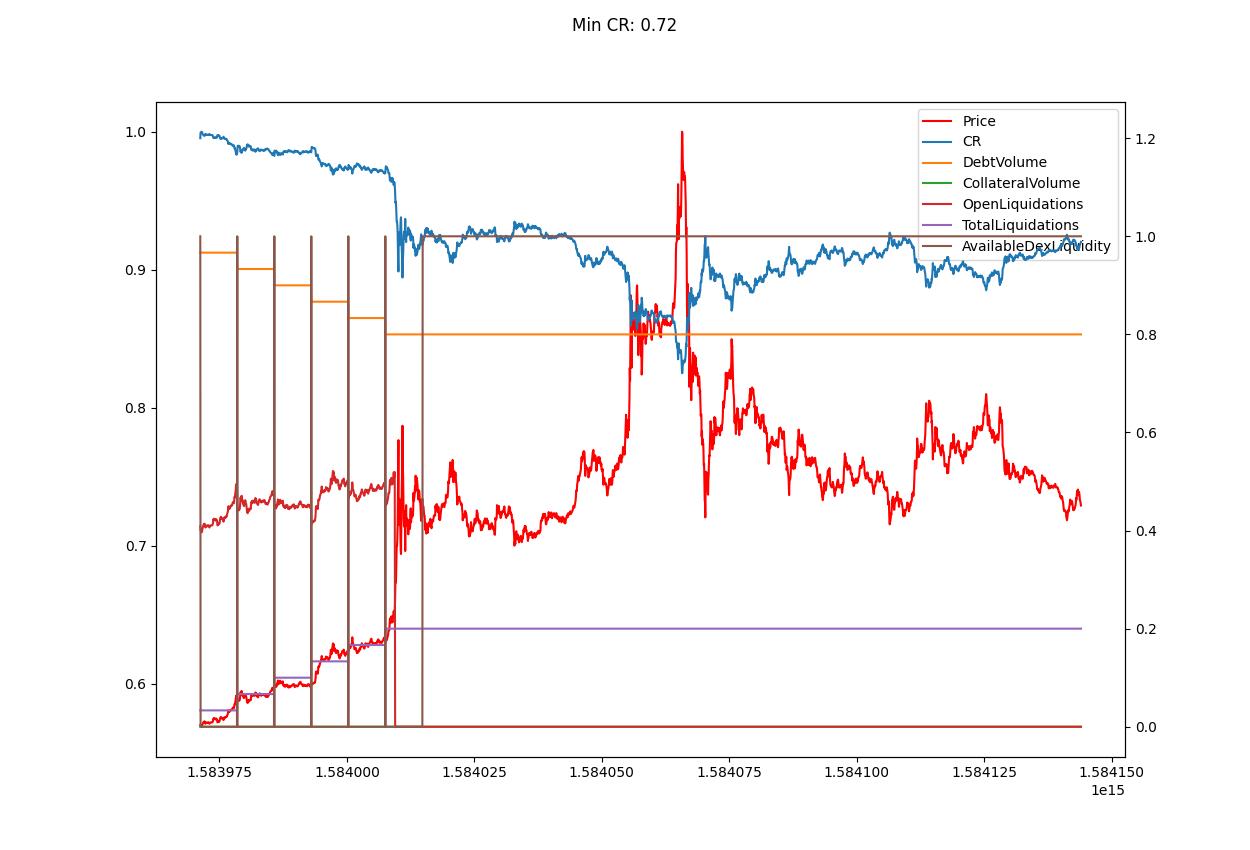 Min CR: 0.72
1.0
0.9
0.8
0.7
0.6
Price
CR
DebtVolume
CollateralVolume
OpenLiquidations
TotalLiquidations
AvailableDexLiquidity
1.2
1.0
0.8
0.6
0.4
0.2
0.0
1.583975 1.584000 1.584025 1.584050 1.584075 1.584100 1.584125 1.584150
1e15